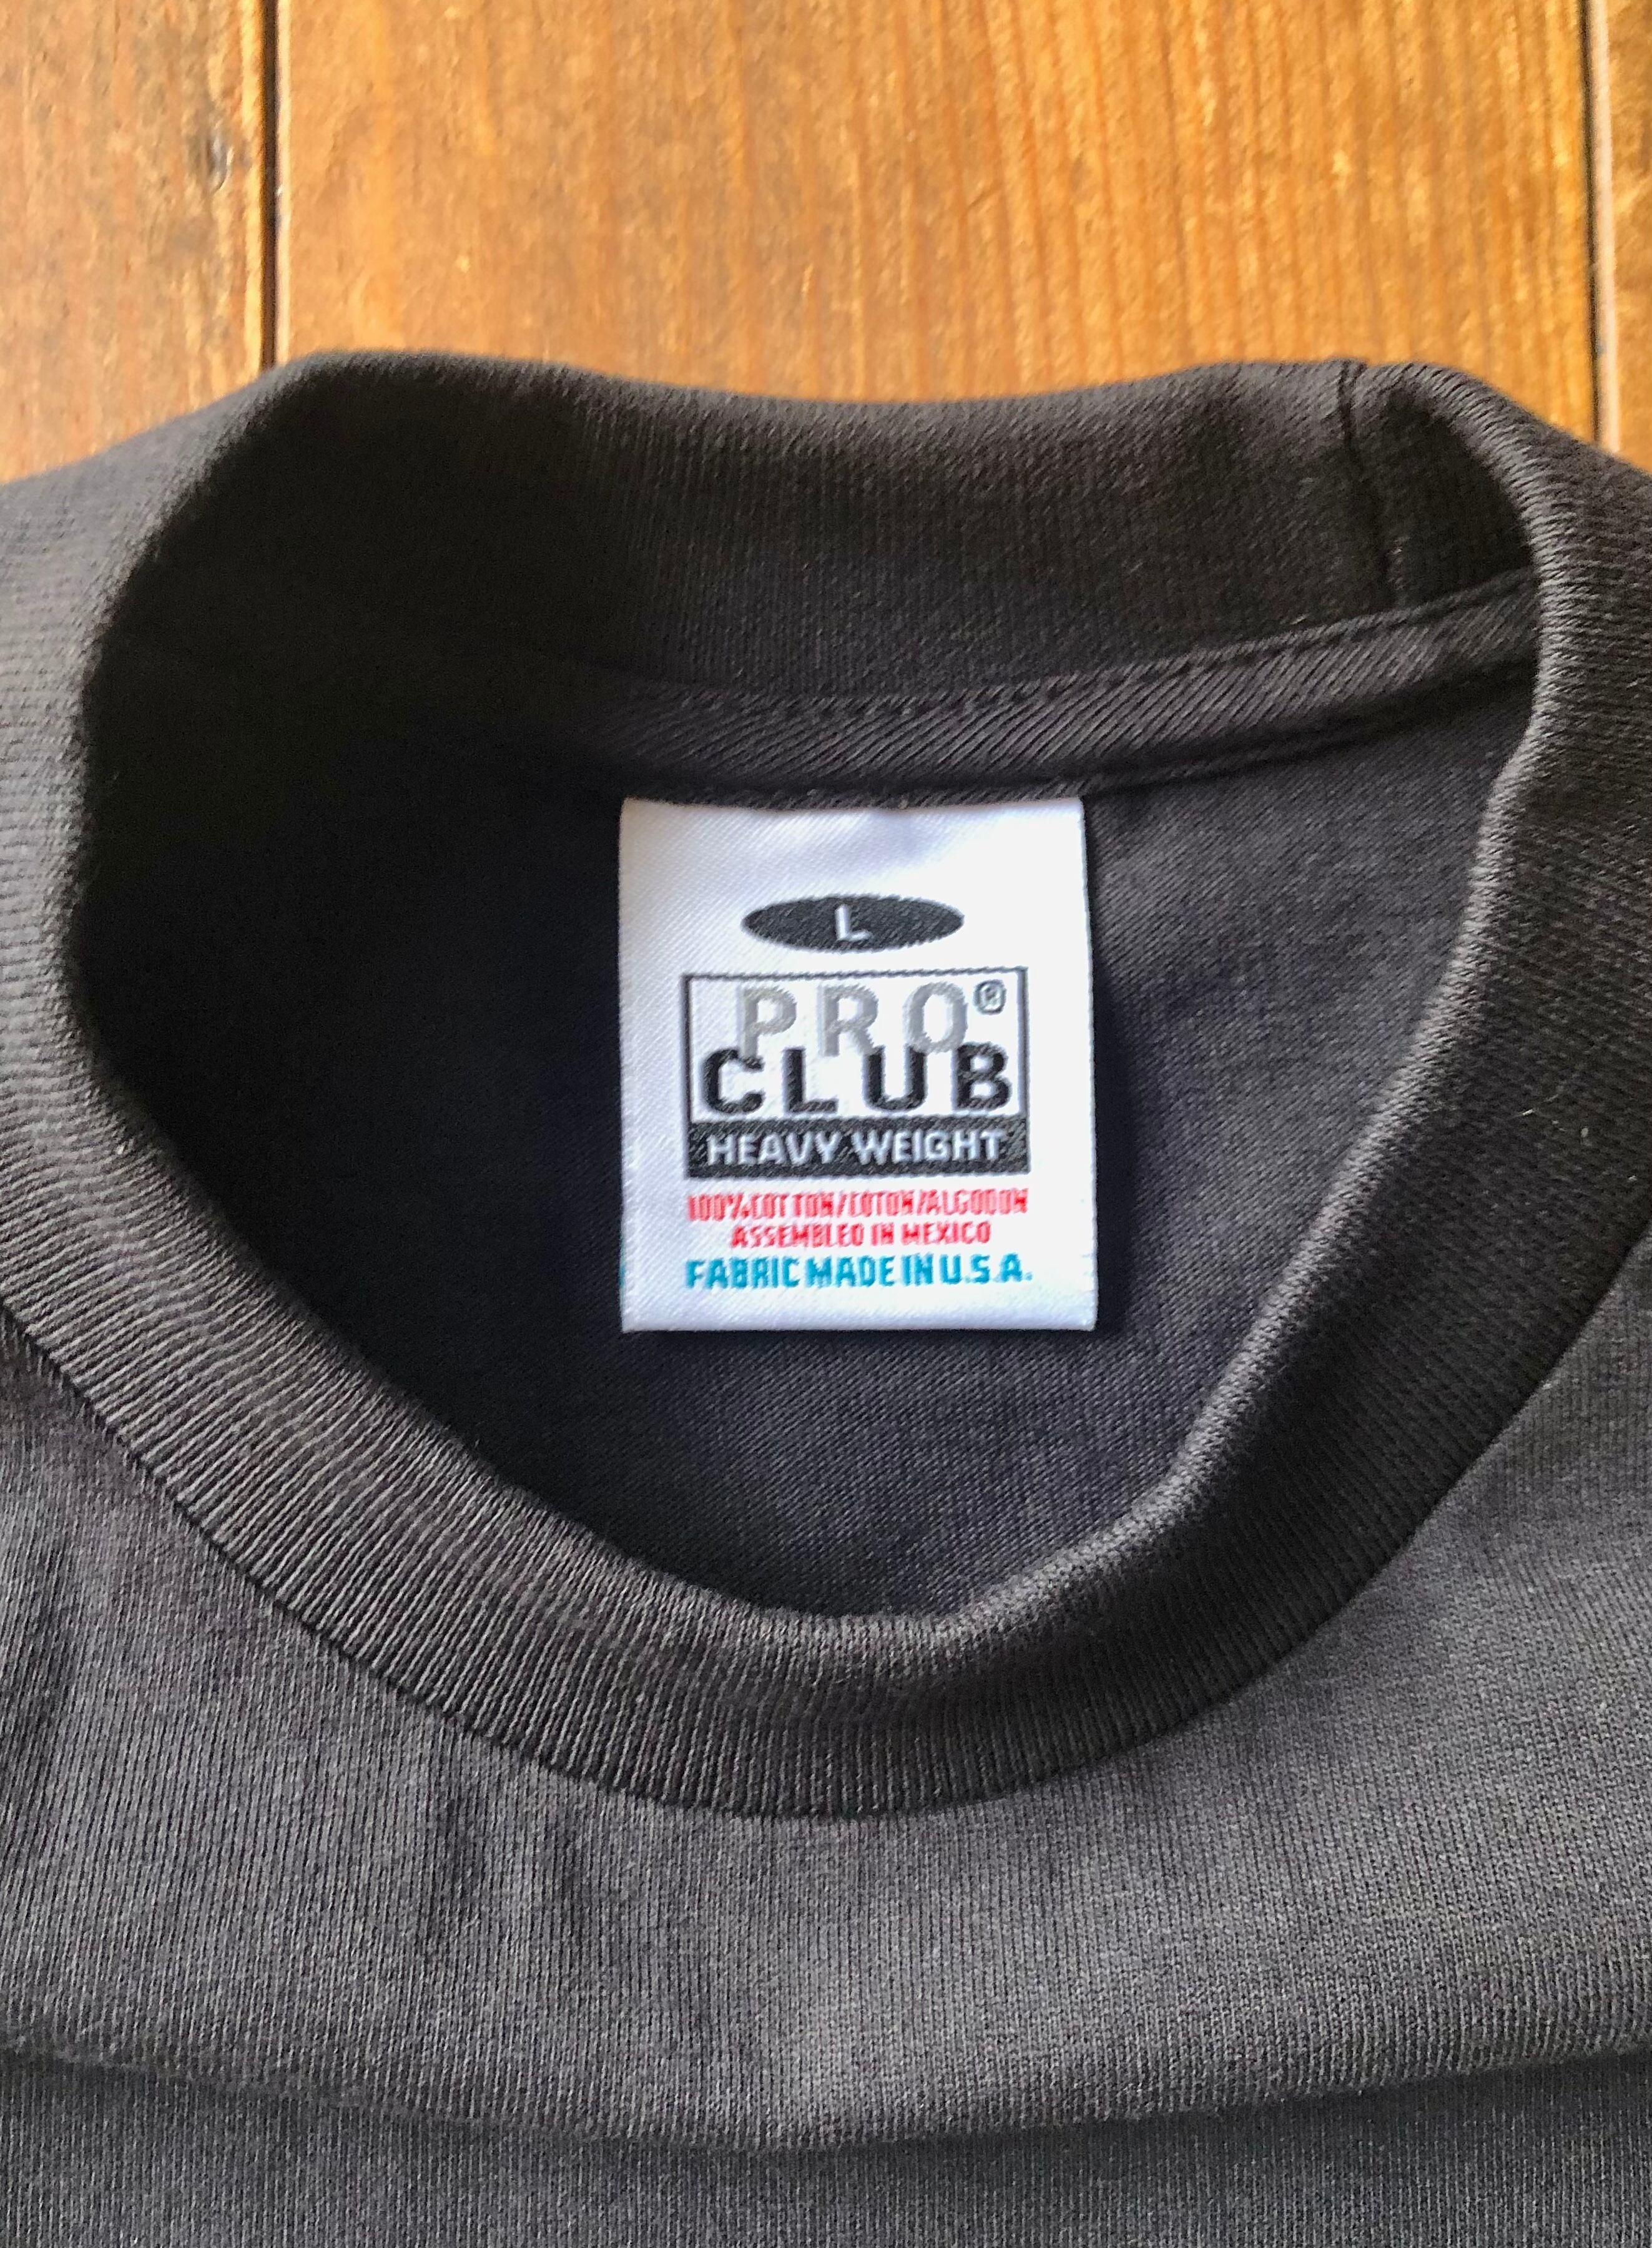 L
PRO®
CLUB
HEAVY WEIGHT
100%COTTON/COTON/ALGODON
ASSEMBLED IN MEXICO
FABRIC MADE IN U.S.A.